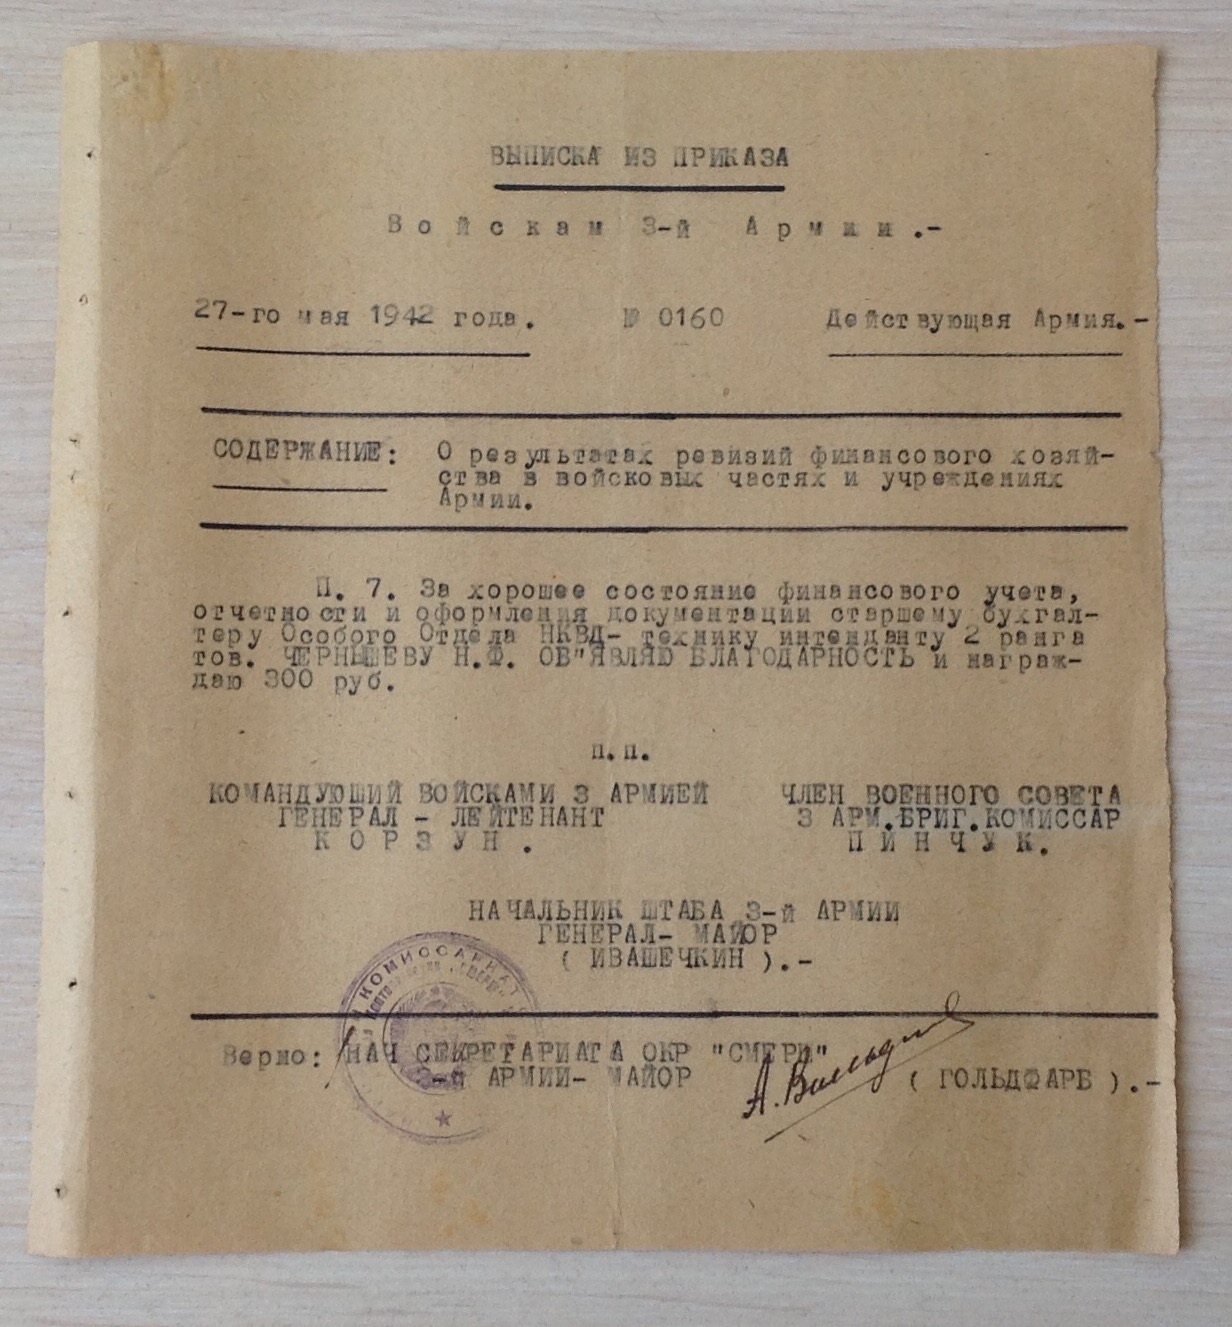 ВЫПИСКА ИЗ ПРИКАЗА
Войскам 3-й Армии.-
27-го мая 1942 года. № 0160 Действующая Армия.-
СОДЕРЖАНИЕ: О результатах ревизий финансового хозяй-
ства в войсковых частях и учреждениях
Армии.
П. 7. За хорошее состояние финансового учета,
отчетности и оформления документации старшему бухгал-
теру Особого Отдела НКВД- технику интенданту 2 ранга
тов. ЧЕРНЫШЕВУ Н.Ф. ОБ"ЯВЛЯЮ БЛАГОДАРНОСТЬ и награж-
даю 300 руб.
п.п.
КОМАНДУЮШИЙ ВОЙСКАМИ 3 АРМИЕЙ
ГЕНЕРАЛ - ЛЕЙТЕНАНТ
КОРЗУН.
ЧЛЕН ВОЕННОГО СОВЕТА
3 АРМ.БРИГ.КОМИССАР
ПИНЧУК.
НАЧАЛЬНИК ШТАБА 3-й АРМИИ
ГЕНЕРАЛ- МАЙОР
( ИВАШЕЧКИН ).-
КОМИССАРИАТ
Верно: НАЧ СЕКРЕТАРИАТА ОКР "СМЕРШ"
3-й АРМИИ- МАЙОР ( ГОЛЬДФАРБ ).-